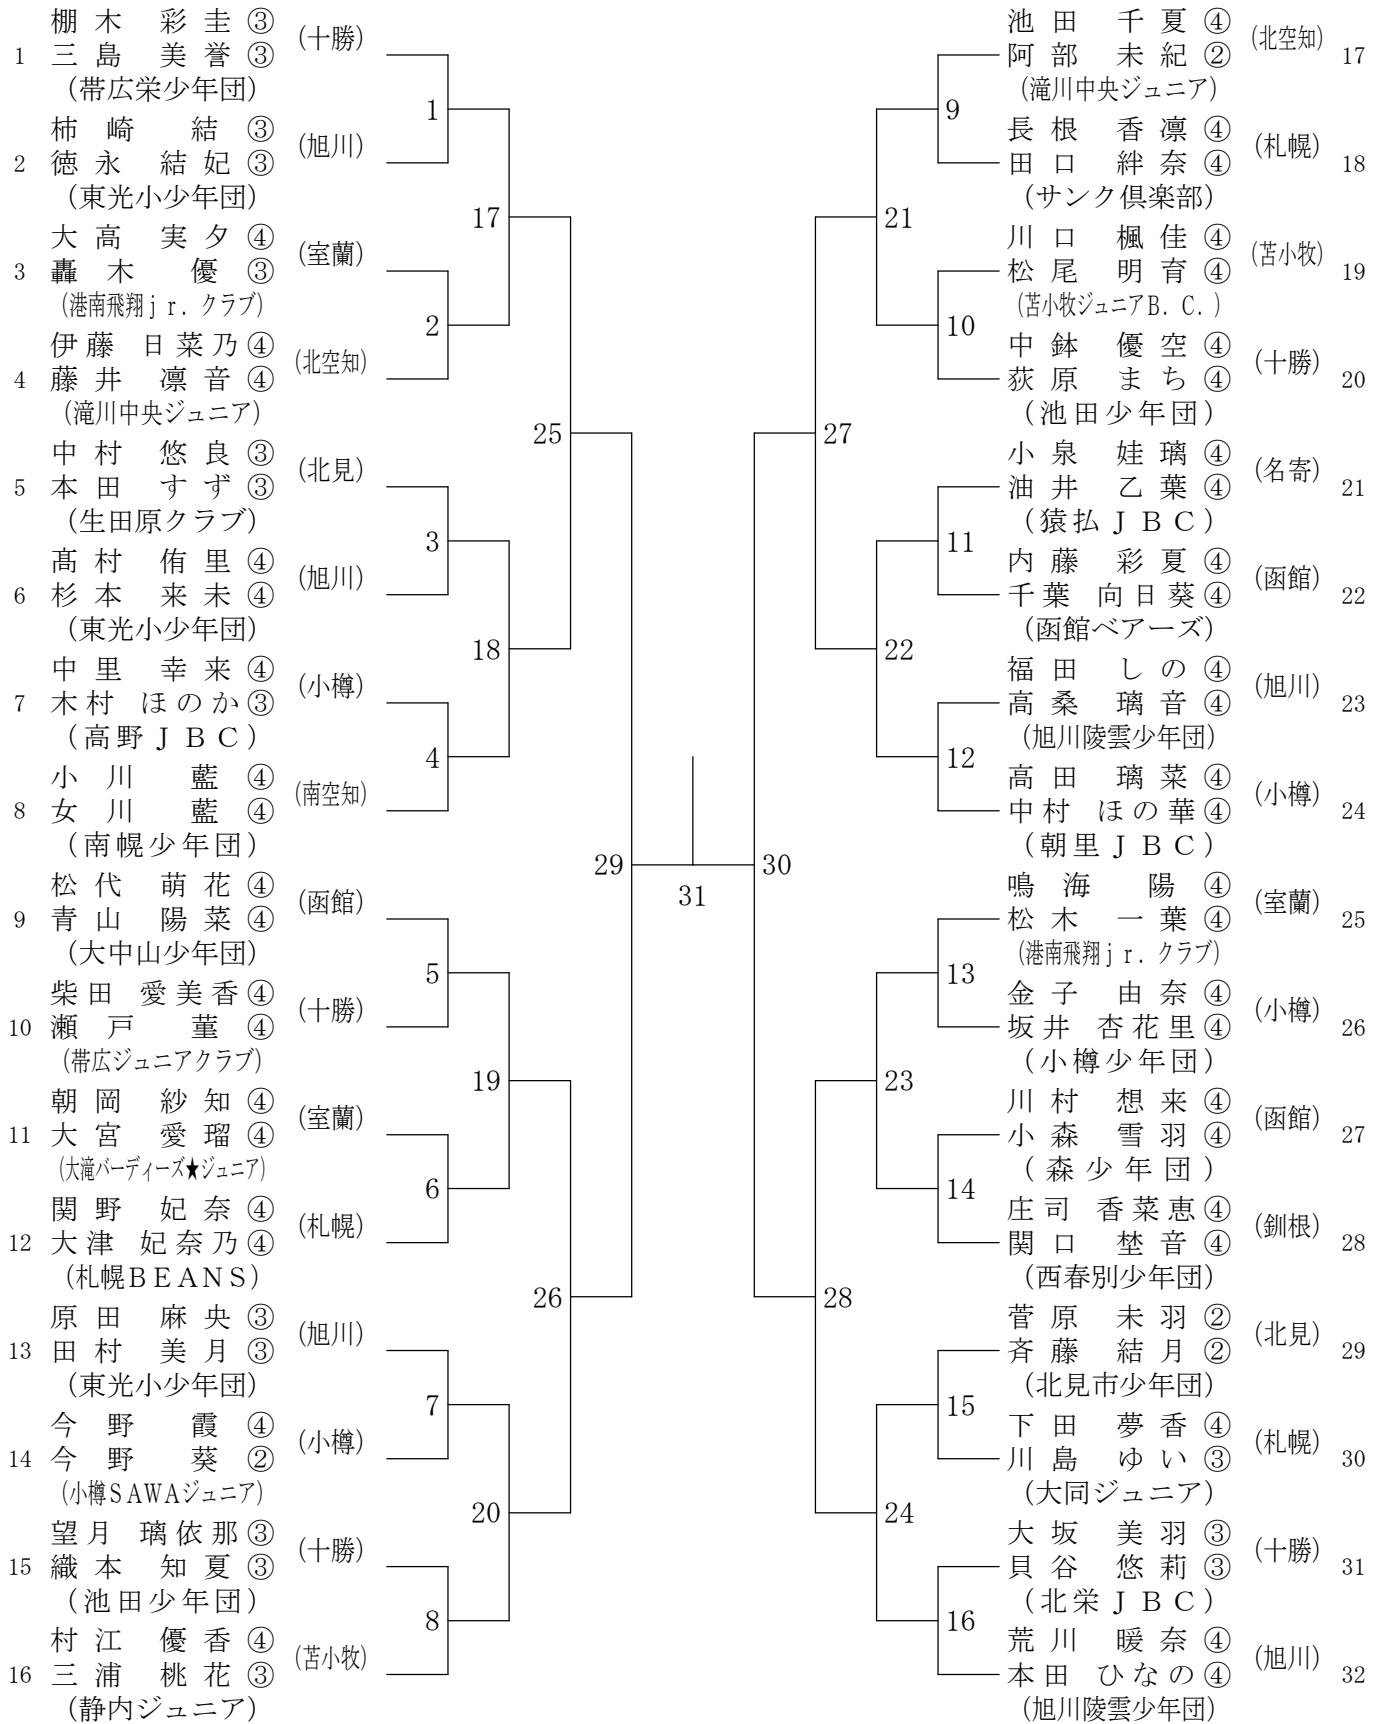 棚木 彩圭③
1 三島 美誉③ (十勝)
(帯広栄少年団)
柿崎 結③
2 徳永 結妃③ (旭川)
(東光小少年団)
大高 実夕④
3 轟木 優③ (室蘭)
(港南飛翔jr.クラブ)
伊藤 日菜乃④
4 藤井 凛音④ (北空知)
(滝川中央ジュニア)
中村 悠良③
5 本田 すず③ (北見)
(生田原クラブ)
髙村 侑里④
6 杉本 来未④ (旭川)
(東光小少年団)
中里 幸来④
7 木村 ほのか③ (小樽)
(高野JBC)
小川 藍④
8 女川 藍④ (南空知)
(南幌少年団)
松代 萌花④
9 青山 陽菜④ (函館)
(大中山少年団)
柴田 愛美香④
10 瀬戸 菫④ (十勝)
(帯広ジュニアクラブ)
朝岡 紗知④
11 大宮 愛瑠④ (室蘭)
(大滝バーディーズ★ジュニア)
関野 妃奈④
12 大津 妃奈乃④ (札幌)
(札幌BEANS)
原田 麻央③
13 田村 美月③ (旭川)
(東光小少年団)
今野 霞④
14 今野 葵② (小樽)
(小樽SAWAジュニア)
望月 璃依那③
15 織本 知夏③ (十勝)
(池田少年団)
村江 優香④
16 三浦 桃花③ (苫小牧)
(静内ジュニア)
1
2
3
4
5
6
7
8
17
18
19
20
25
26
29
31
30
27
28
21
22
23
24
9
10
11
12
13
14
15
16
池田 千夏④
阿部 未紀② (北空知) 17
(滝川中央ジュニア)
長根 香凛④
田口 絆奈④ (札幌) 18
(サンク倶楽部)
川口 楓佳④
松尾 明育④ (苫小牧) 19
(苫小牧ジュニアB.C.)
中鉢 優空④
荻原 まち④ (十勝) 20
(池田少年団)
小泉 娃璃④
油井 乙葉④ (名寄) 21
(猿払JBC)
内藤 彩夏④
千葉 向日葵④ (函館) 22
(函館ベアーズ)
福田 しの④
高桑 璃音④ (旭川) 23
(旭川陵雲少年団)
高田 璃菜④
中村 ほの華④ (小樽) 24
(朝里JBC)
鳴海 陽④
松木 一葉④ (室蘭) 25
(港南飛翔jr.クラブ)
金子 由奈④
坂井 杏花里④ (小樽) 26
(小樽少年団)
川村 想来④
小森 雪羽④ (函館) 27
(森少年団)
庄司 香菜恵④
関口 埜音④ (釧根) 28
(西春別少年団)
菅原 未羽②
斉藤 結月② (北見) 29
(北見市少年団)
下田 夢香④
川島 ゆい③ (札幌) 30
(大同ジュニア)
大坂 美羽③
貝谷 悠莉③ (十勝) 31
(北栄JBC)
荒川 暖奈④
本田 ひなの④ (旭川) 32
(旭川陵雲少年団)